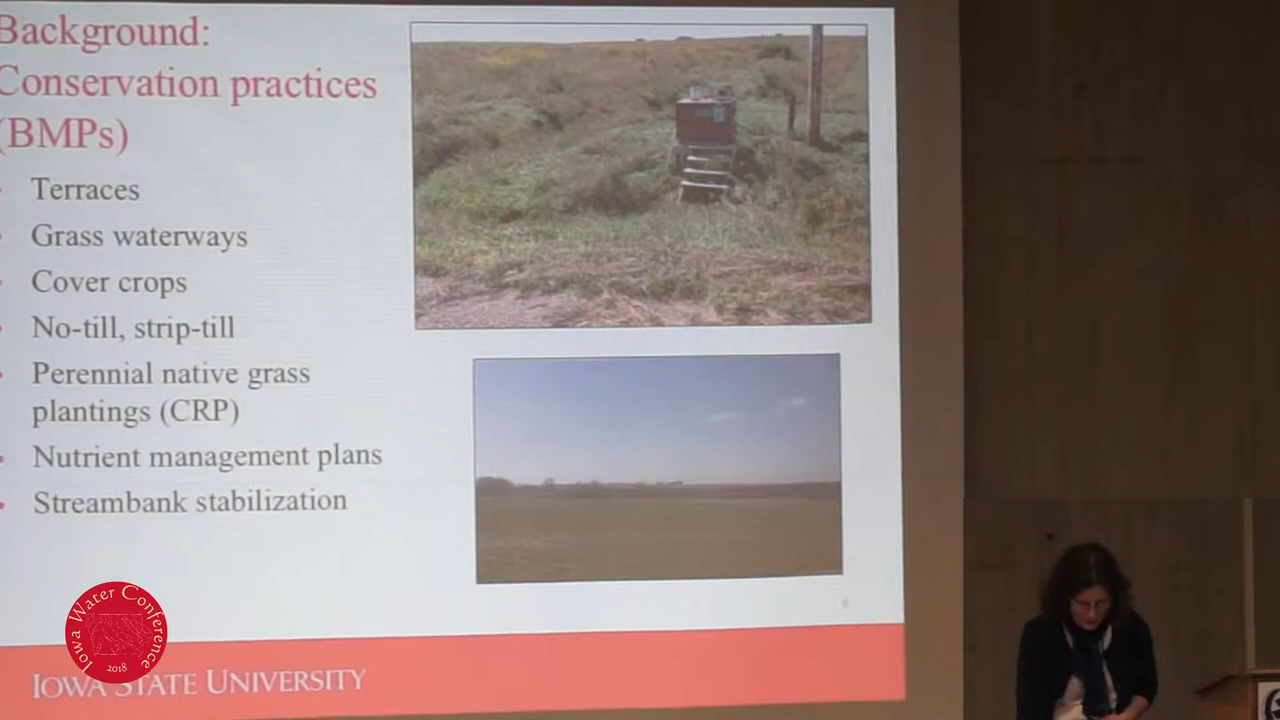 Background:
Conservation practices
(BMPs)
Terraces
Grass waterways
Cover crops
No-till, strip-till
Perennial native grass
plantings (CRP)
Nutrient management plans
Streambank stabilization
Iowa Water Conference
2018
IOWA STATE UNIVERSITY